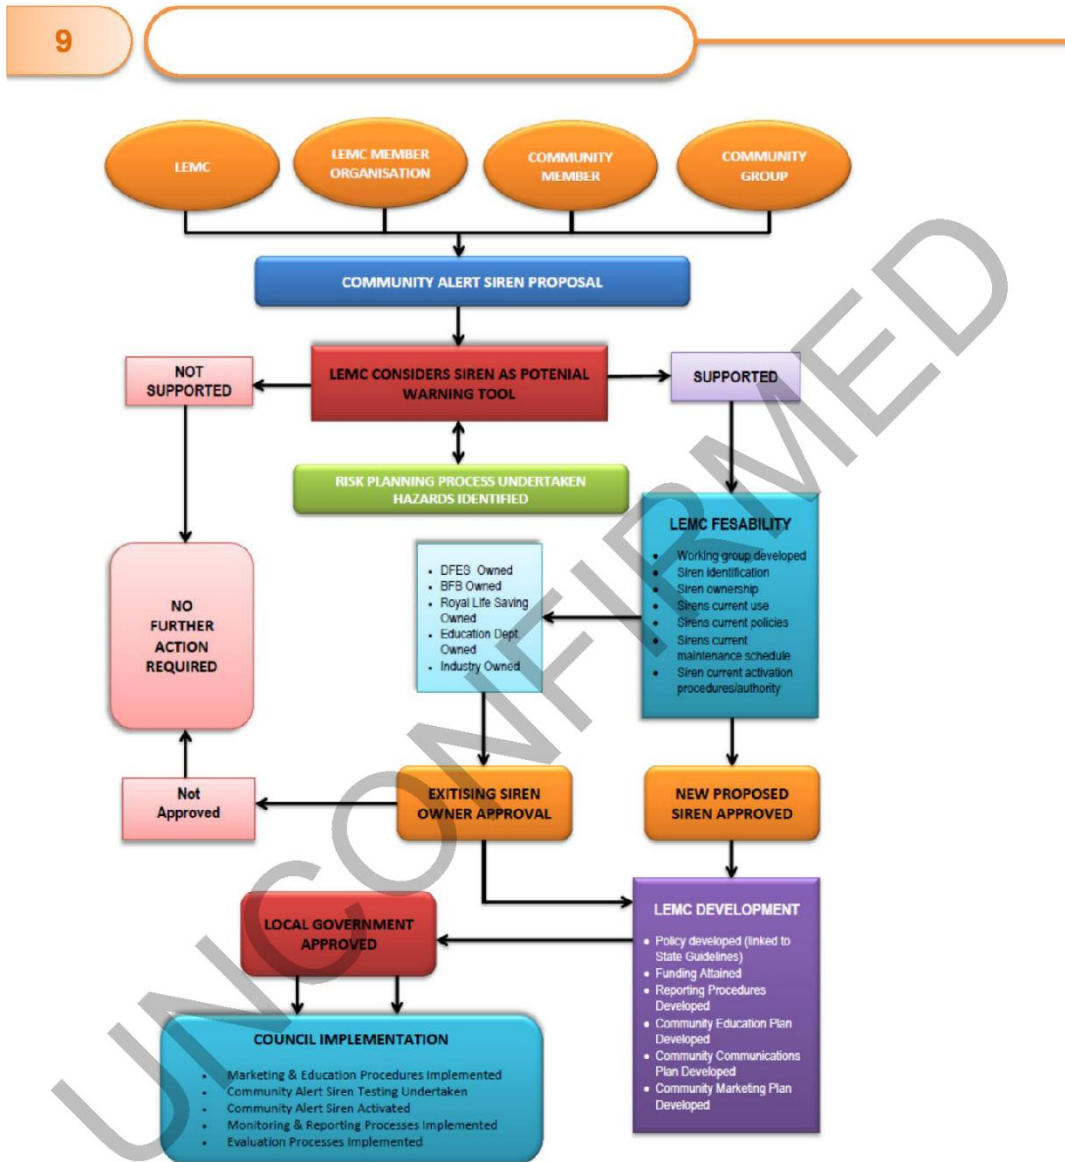 9
LEMC
LEMC MEMBER
ORGANISATION
COMMUNITY
MEMBER
COMMUNITY
GROUP
COMMUNITY ALERT SIREN PROPOSAL
NOT
SUPPORTED
LEMC CONSIDERS SIREN AS POTENIAL
WARNING TOOL
SUPPORTED
RISK PLANNING PROCESS UNDERTAKEN
HAZARDS IDENTIFIED
LEMC FESABILITY
• Working group developed
• Siren identification
• Siren ownership
• Sirens current use
• Sirens current policies
• Sirens current
maintenance schedule
• Siren current activation
procedures/authority
• DFES Owned
• BFB Owned
• Royal Life Saving
Owned
• Education Dept.
Owned
• Industry Owned
NO
FURTHER
ACTION
REQUIRED
Not
Approved
EXITISING SIREN
OWNER APPROVAL
NEW PROPOSED
SIREN APPROVED
LEMC DEVELOPMENT
• Policy developed (linked to
State Guidelines)
• Funding Attained
• Reporting Procedures
Developed
• Community Education Plan
Developed
• Community Communications
Plan Developed
• Community Marketing Plan
Developed
LOCAL GOVERNMENT
APPROVED
COUNCIL IMPLEMENTATION
• Marketing & Education Procedures Implemented
• Community Alert Siren Testing Undertaken
• Community Alert Siren Activated
• Monitoring & Reporting Processes Implemented
• Evaluation Processes Implemented
UNCONFIRMED